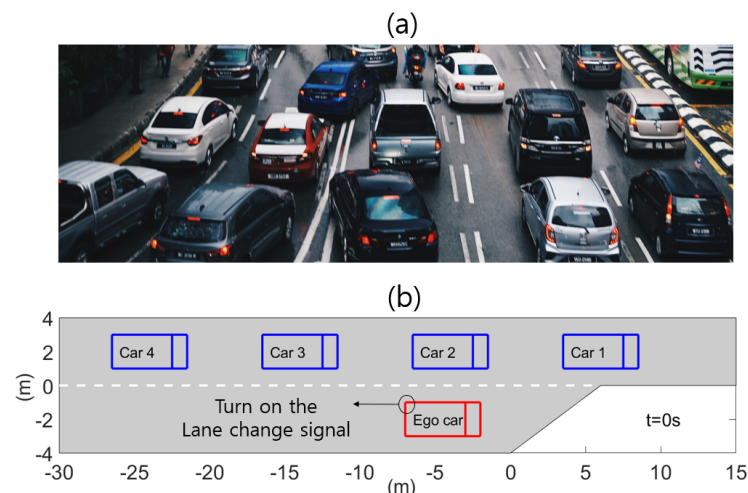 (a)
(b)
4
2
0
-2
-4
(m)
Car 4
Car 3
Car 2
Car 1
Turn on the
Lane change signal
Ego car
t=0s
-30
-25
-20
-15
-10
-5
0
5
10
15
(m)